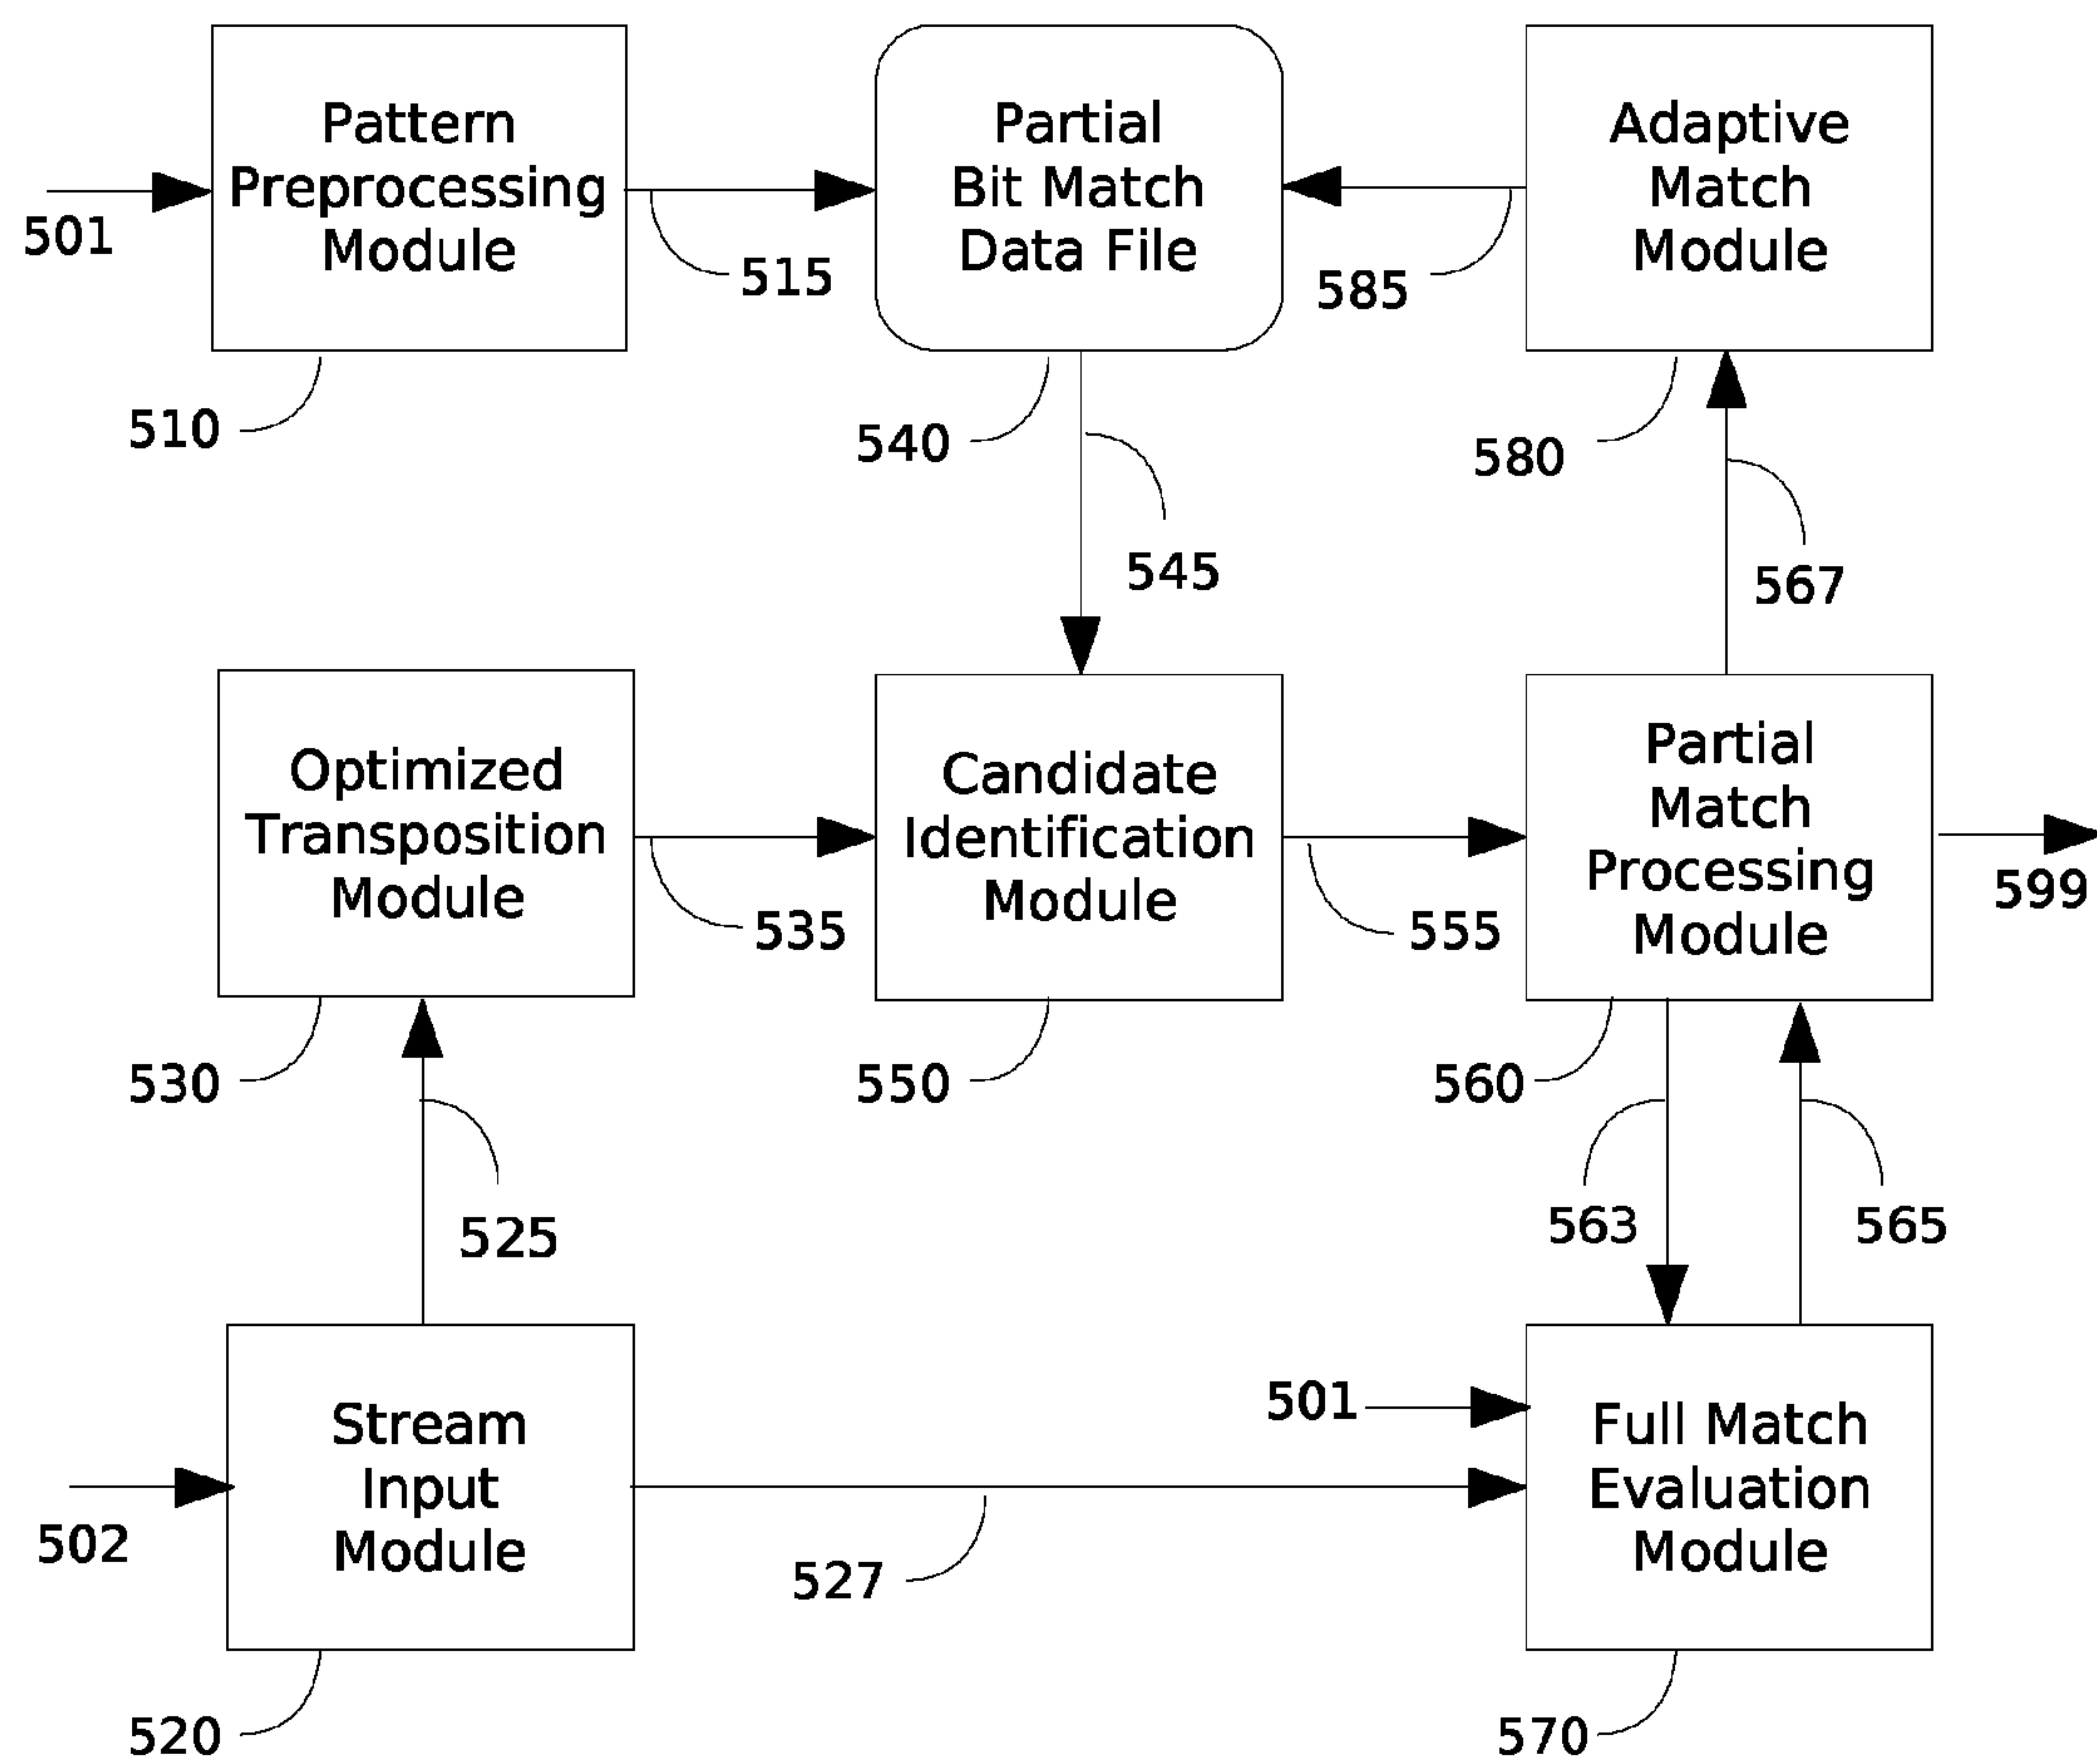 Pattern
Preprocessing
Module
Partial
Bit Match
Data File
Adaptive
Match
Module
501
515
585
510
540
580
545
567
Optimized
Transposition
Module
Candidate
Identification
Module
Partial
Match
Processing
Module
535
555
599
530
550
560
525
563
565
Stream
Input
Module
501
Full Match
Evaluation
Module
502
527
520
570